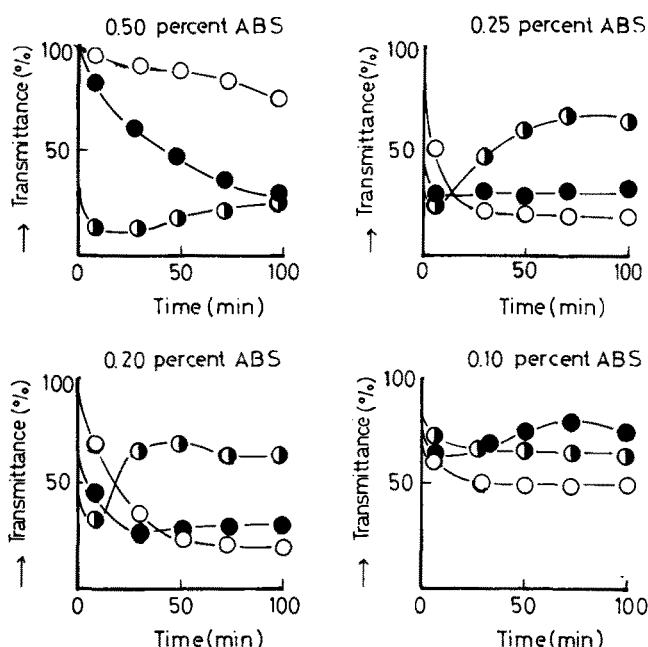 0.50 percent ABS
100
50
→ Transmittance (%)
0 50 100
Time (min)
0.25 percent ABS
100
50
→ Transmittance (%)
0 50 100
Time (min)
0.20 percent ABS
100
50
→ Transmittance (%)
0 50 100
Time (min)
0.10 percent ABS
100
50
→ Transmittance (%)
0 50 100
Time (min)